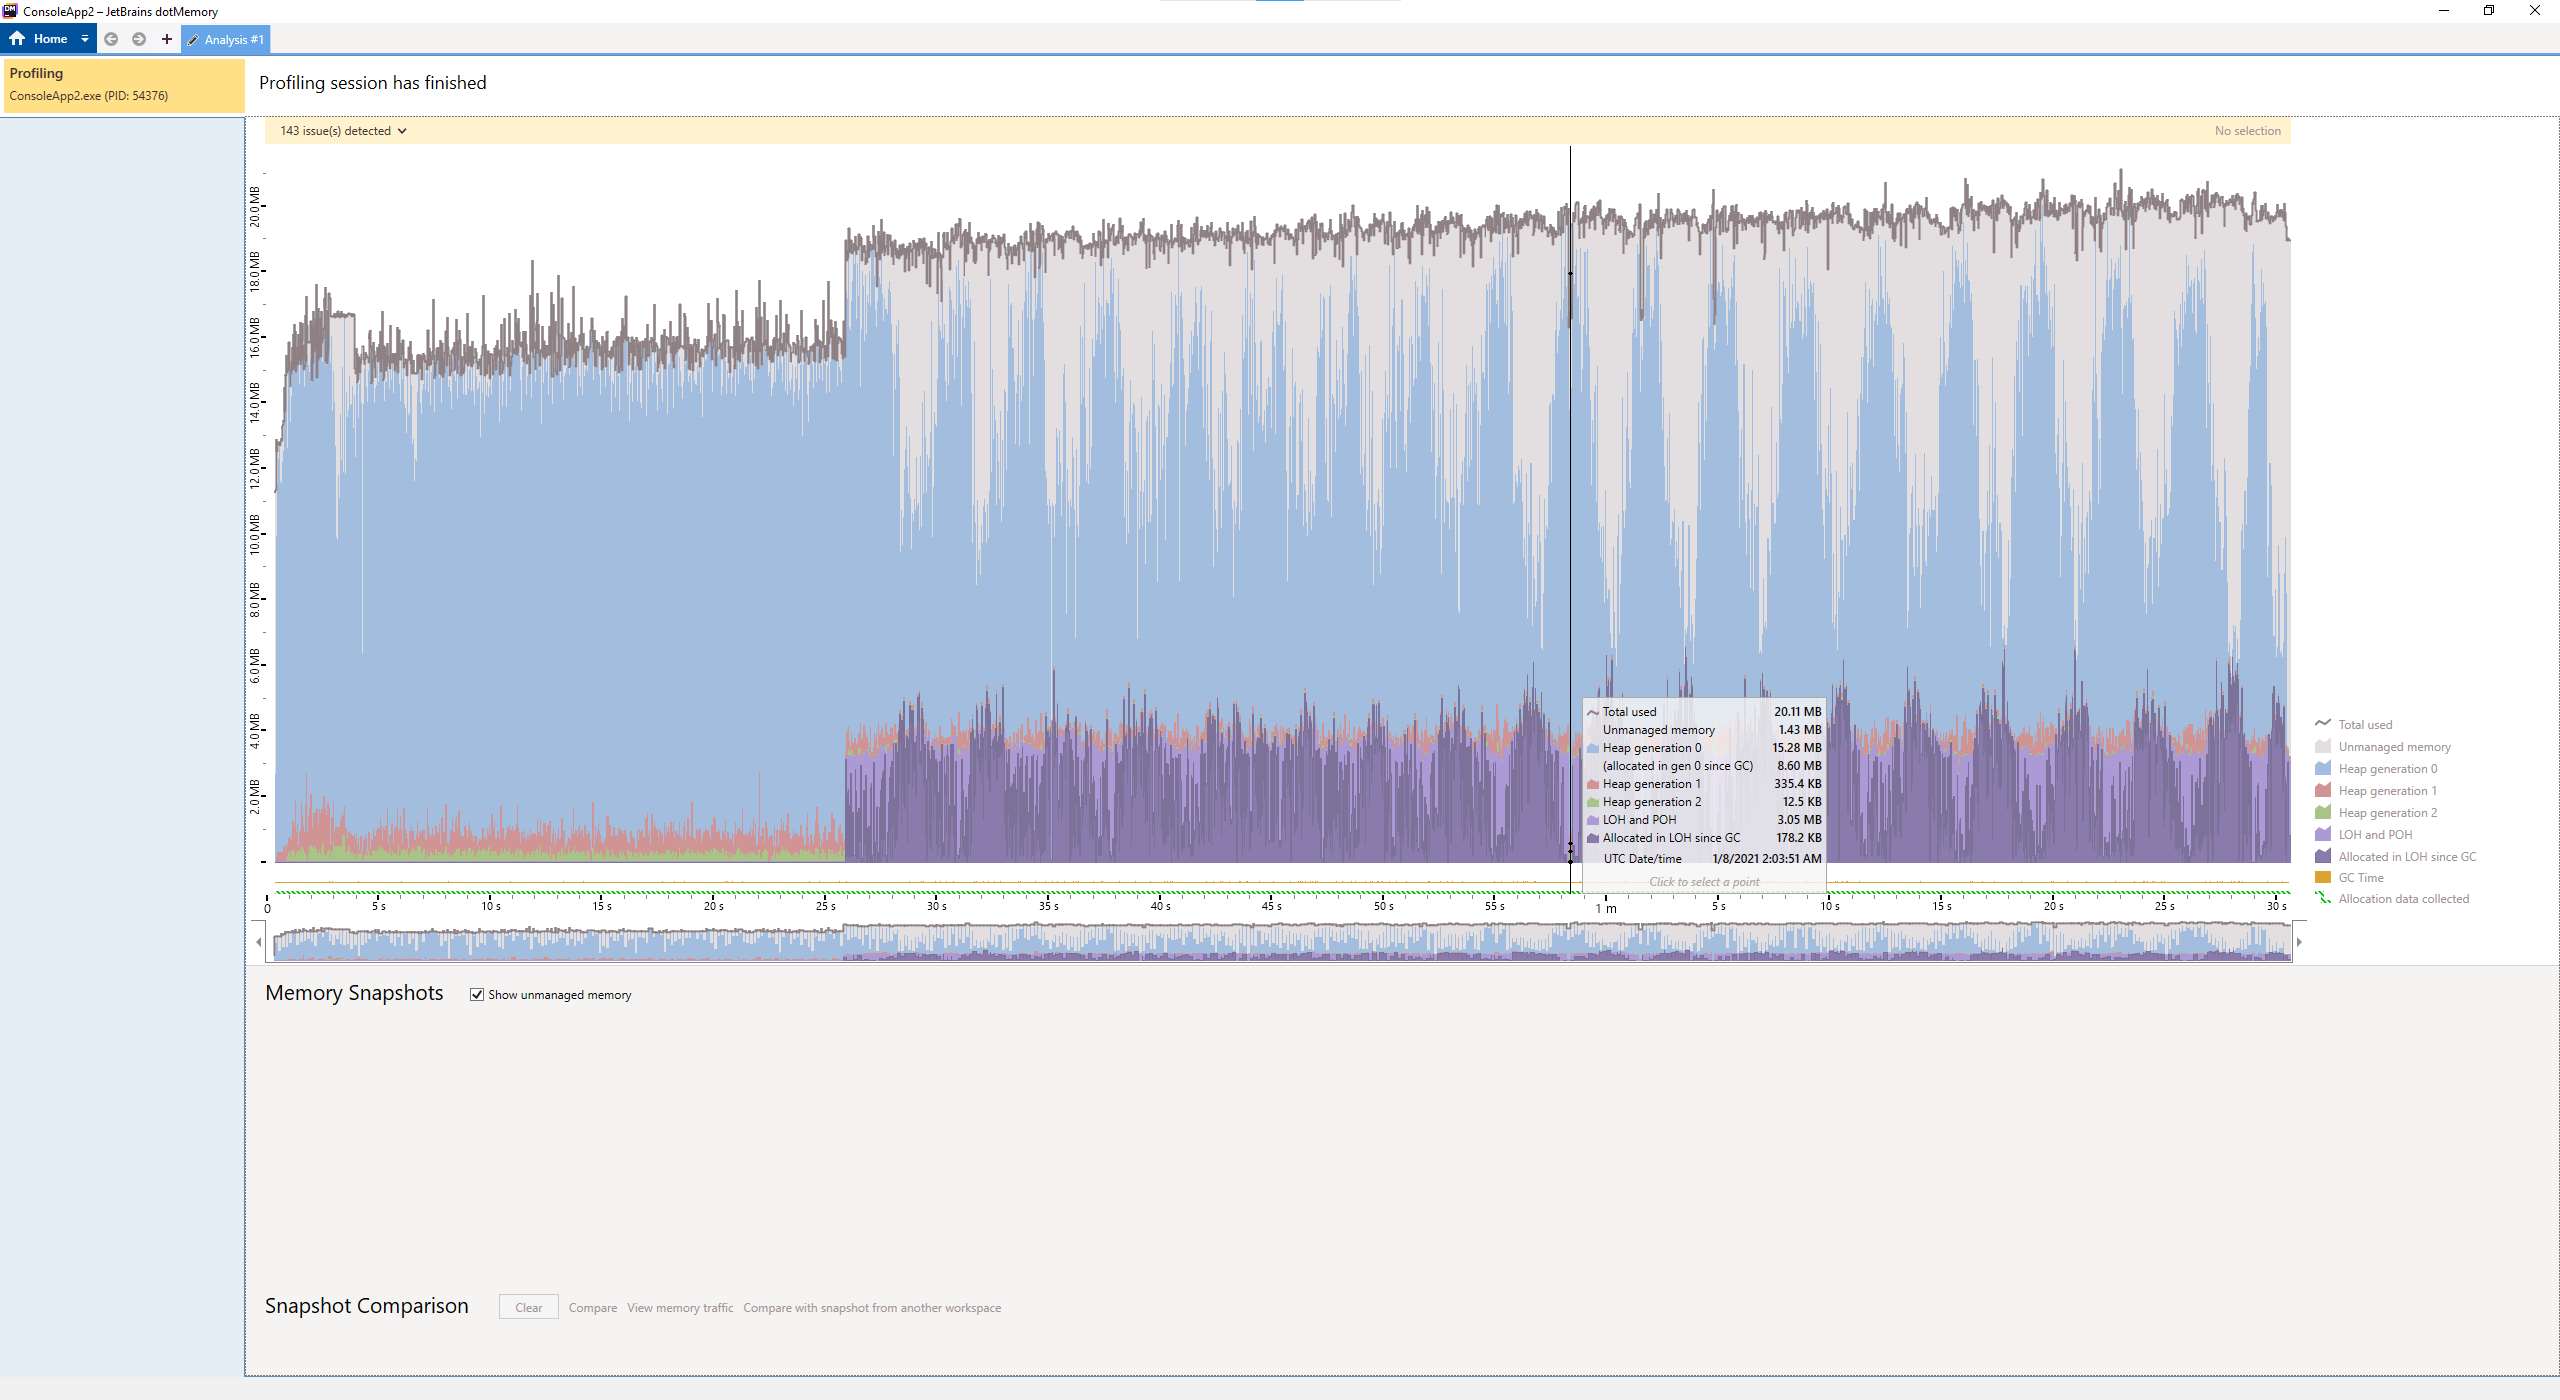 ConsoleApp2 – JetBrains dotMemory
Home
Analysis #1
Profiling
ConsoleApp2.exe (PID: 54376)
Profiling session has finished
143 issue(s) detected
No selection
20.0 MB
18.0 MB
16.0 MB
14.0 MB
12.0 MB
10.0 MB
8.0 MB
6.0 MB
4.0 MB
2.0 MB
Total used 20.11 MB
Unmanaged memory 1.43 MB
Heap generation 0 15.28 MB
(allocated in gen 0 since GC) 8.60 MB
Heap generation 1 335.4 KB
Heap generation 2 12.5 KB
LOH and POH 3.05 MB
Allocated in LOH since GC 178.2 KB
UTC Date/time 1/8/2021 2:03:51 AM
Click to select a point
Total used
Unmanaged memory
Heap generation 0
Heap generation 1
Heap generation 2
LOH and POH
Allocated in LOH since GC
GC Time
Allocation data collected
0 5 s 10 s 15 s 20 s 25 s 30 s 35 s 40 s 45 s 50 s 55 s 1 m 5 s 10 s 15 s 20 s 25 s 30 s
Memory Snapshots
Show unmanaged memory
Snapshot Comparison
Clear
Compare
View memory traffic
Compare with snapshot from another workspace